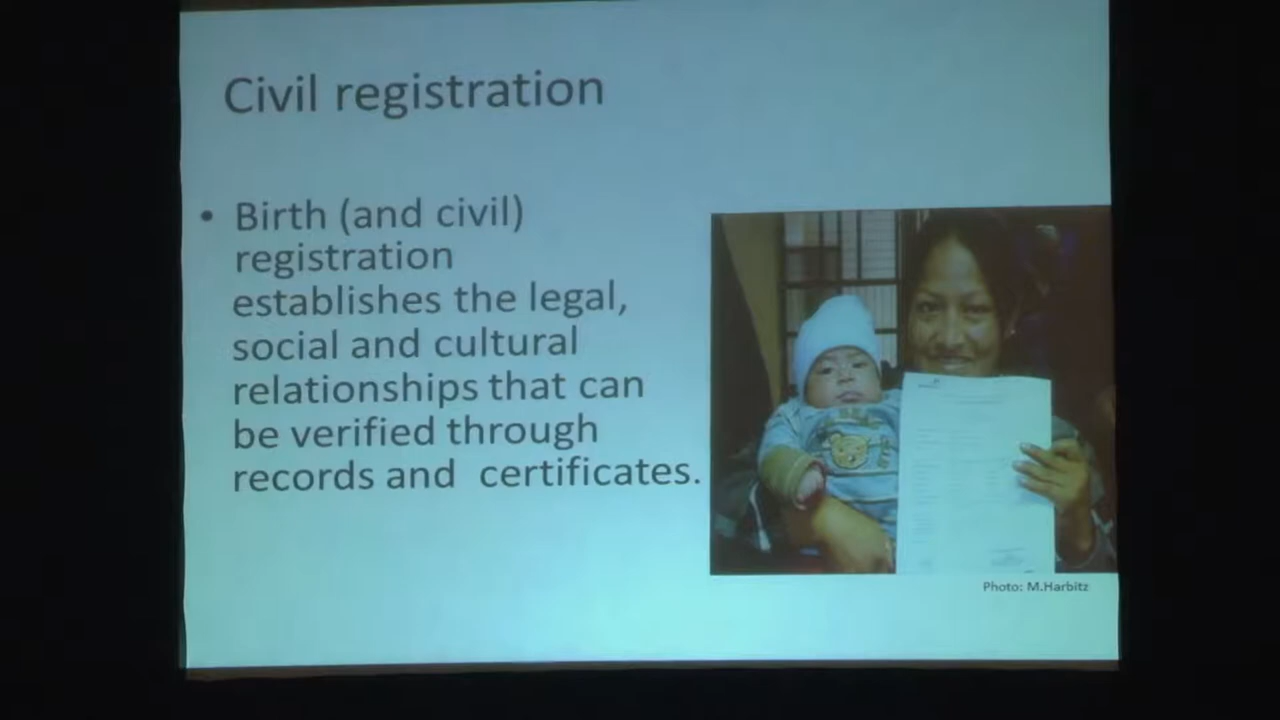 Civil registration
• Birth (and civil)
registration
establishes the legal,
social and cultural
relationships that can
be verified through
records and  certificates.
Photo: M.Harbitz